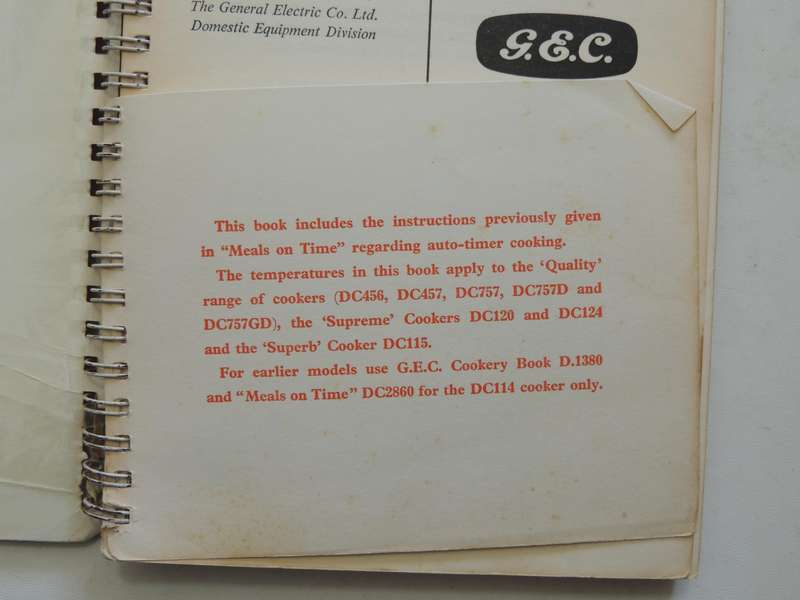 The General Electric Co. Ltd.
Domestic Equipment Division
G.E.C.
This book includes the instructions previously given
in “Meals on Time” regarding auto-timer cooking.
The temperatures in this book apply to the ‘Quality’
range of cookers (DC456, DC457, DC757, DC757D and
DC757GD), the ‘Supreme’ Cookers DC120 and DC124
and the ‘Superb’ Cooker DC115.
For earlier models use G.E.C. Cookery Book D.1380
and “Meals on Time” DC2860 for the DC114 cooker only.